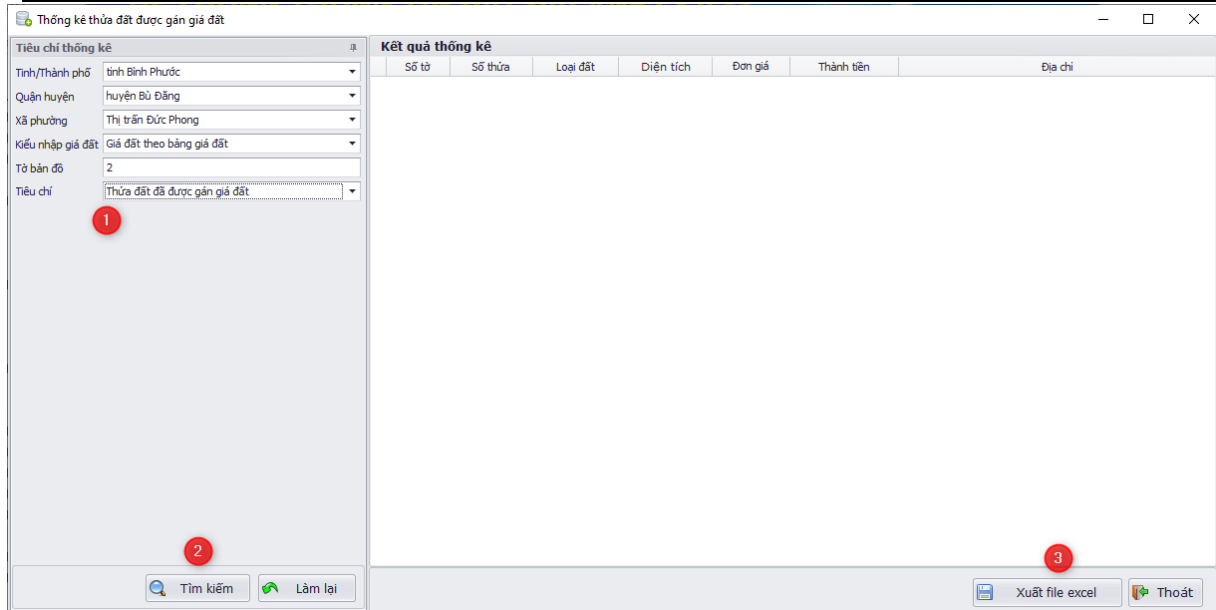 Thống kê thửa đất được gán giá đất
Tiêu chí thống kê
Tỉnh/Thành phố tỉnh Bình Phước
Quận huyện huyện Bù Đăng
Xã phường Thị trấn Đức Phong
Kiểu nhập giá đất Giá đất theo bảng giá đất
Tờ bản đồ 2
Tiêu chí Thửa đất đã được gán giá đất
1
2
Tìm kiếm Làm lại
Kết quả thống kê
Số tờ Số thửa Loại đất Diện tích Đơn giá Thành tiền Địa chỉ
3
Xuất file excel Thoát